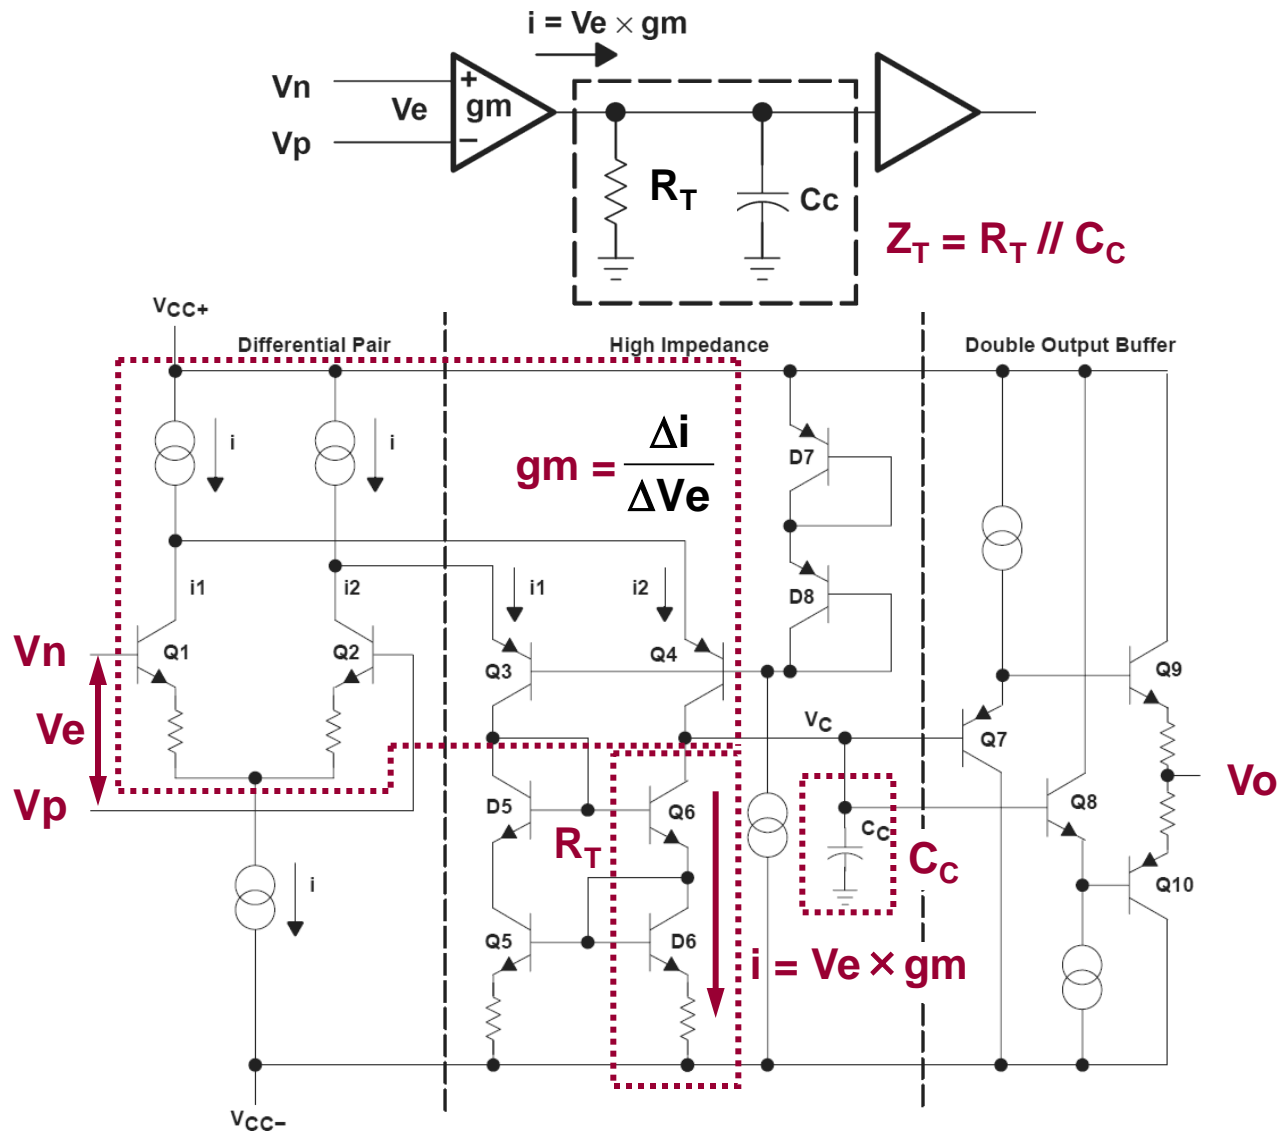 i = Ve × gm
Vn
Ve
Vp
+
gm
−
R_T
Cc
Z_T = R_T // C_C
V_CC+
Differential Pair
High Impedance
Double Output Buffer
i
i
gm = Δi / ΔVe
D7
i1
i2
i1
i2
D8
Vn
Q1
Q2
Q3
Q4
Q9
Ve
V_C
Q7
Vp
D5
Q6
Q8
Vo
R_T
C_C
C_C
i
Q5
D6
Q10
i = Ve × gm
V_CC−